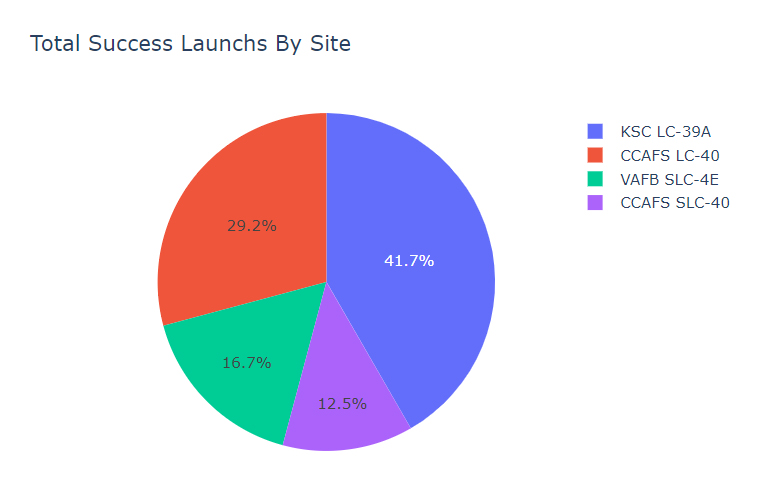 Total Success Launchs By Site
KSC LC-39A
CCAFS LC-40
VAFB SLC-4E
CCAFS SLC-40
29.2%
41.7%
16.7%
12.5%